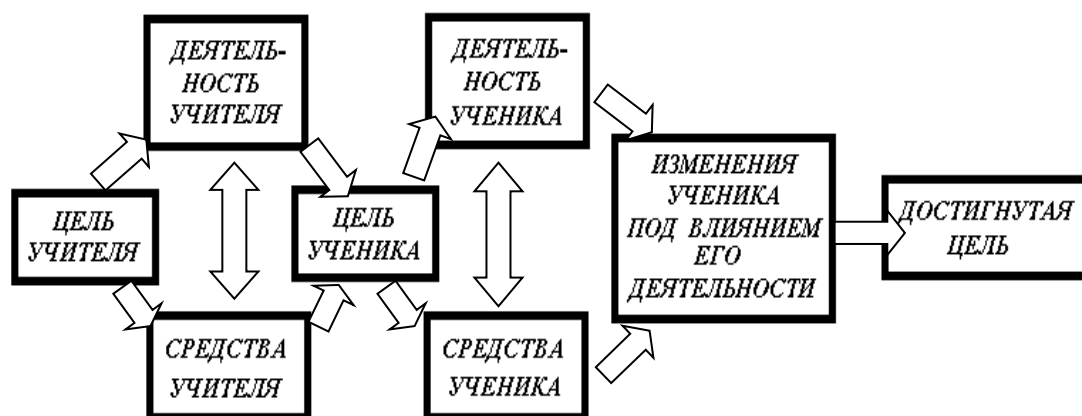 ДЕЯТЕЛЬ-
НОСТЬ
УЧИТЕЛЯ
ДЕЯТЕЛЬ-
НОСТЬ
УЧЕНИКА
ЦЕЛЬ
УЧИТЕЛЯ
ЦЕЛЬ
УЧЕНИКА
ИЗМЕНЕНИЯ
УЧЕНИКА
ПОД ВЛИЯНИЕМ
ЕГО
ДЕЯТЕЛЬНОСТИ
ДОСТИГНУТАЯ
ЦЕЛЬ
СРЕДСТВА
УЧИТЕЛЯ
СРЕДСТВА
УЧЕНИКА